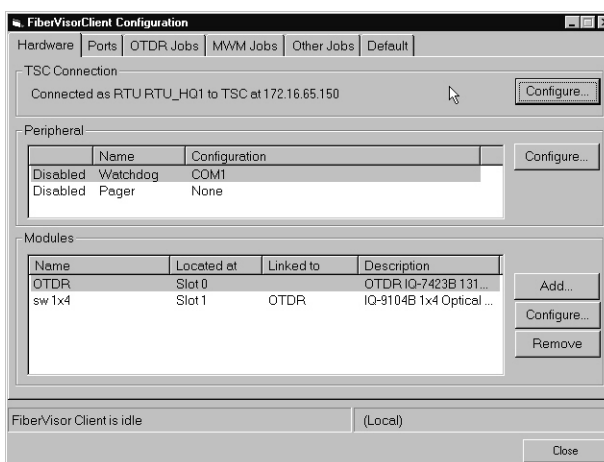 FiberVisorClient Configuration
Hardware Ports OTDR Jobs MWM Jobs Other Jobs Default
TSC Connection
Connected as RTU RTU_HQ1 to TSC at 172.16.65.150
Configure...
Peripheral
Name Configuration
Disabled Watchdog COM1
Disabled Pager None
Configure...
Modules
Name Located at Linked to Description
OTDR Slot 0 OTDR IQ-7423B 131...
sw 1x4 Slot 1 OTDR IQ-9104B 1x4 Optical ...
Add...
Configure...
Remove
FiberVisor Client is idle (Local)
Close